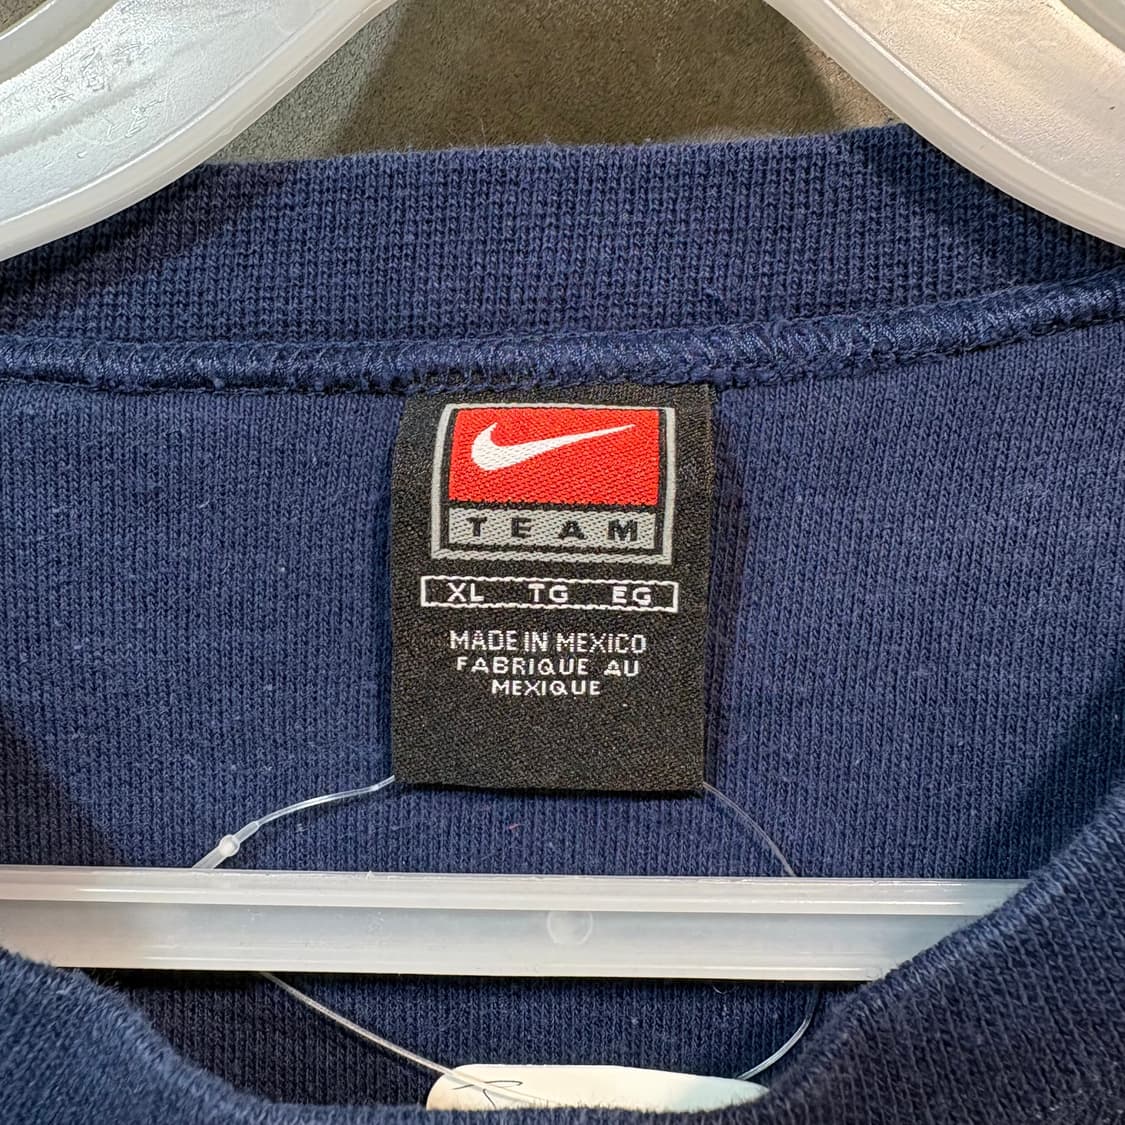 TEAM
XL TG EG
MADE IN MEXICO
FABRIQUE AU
MEXIQUE